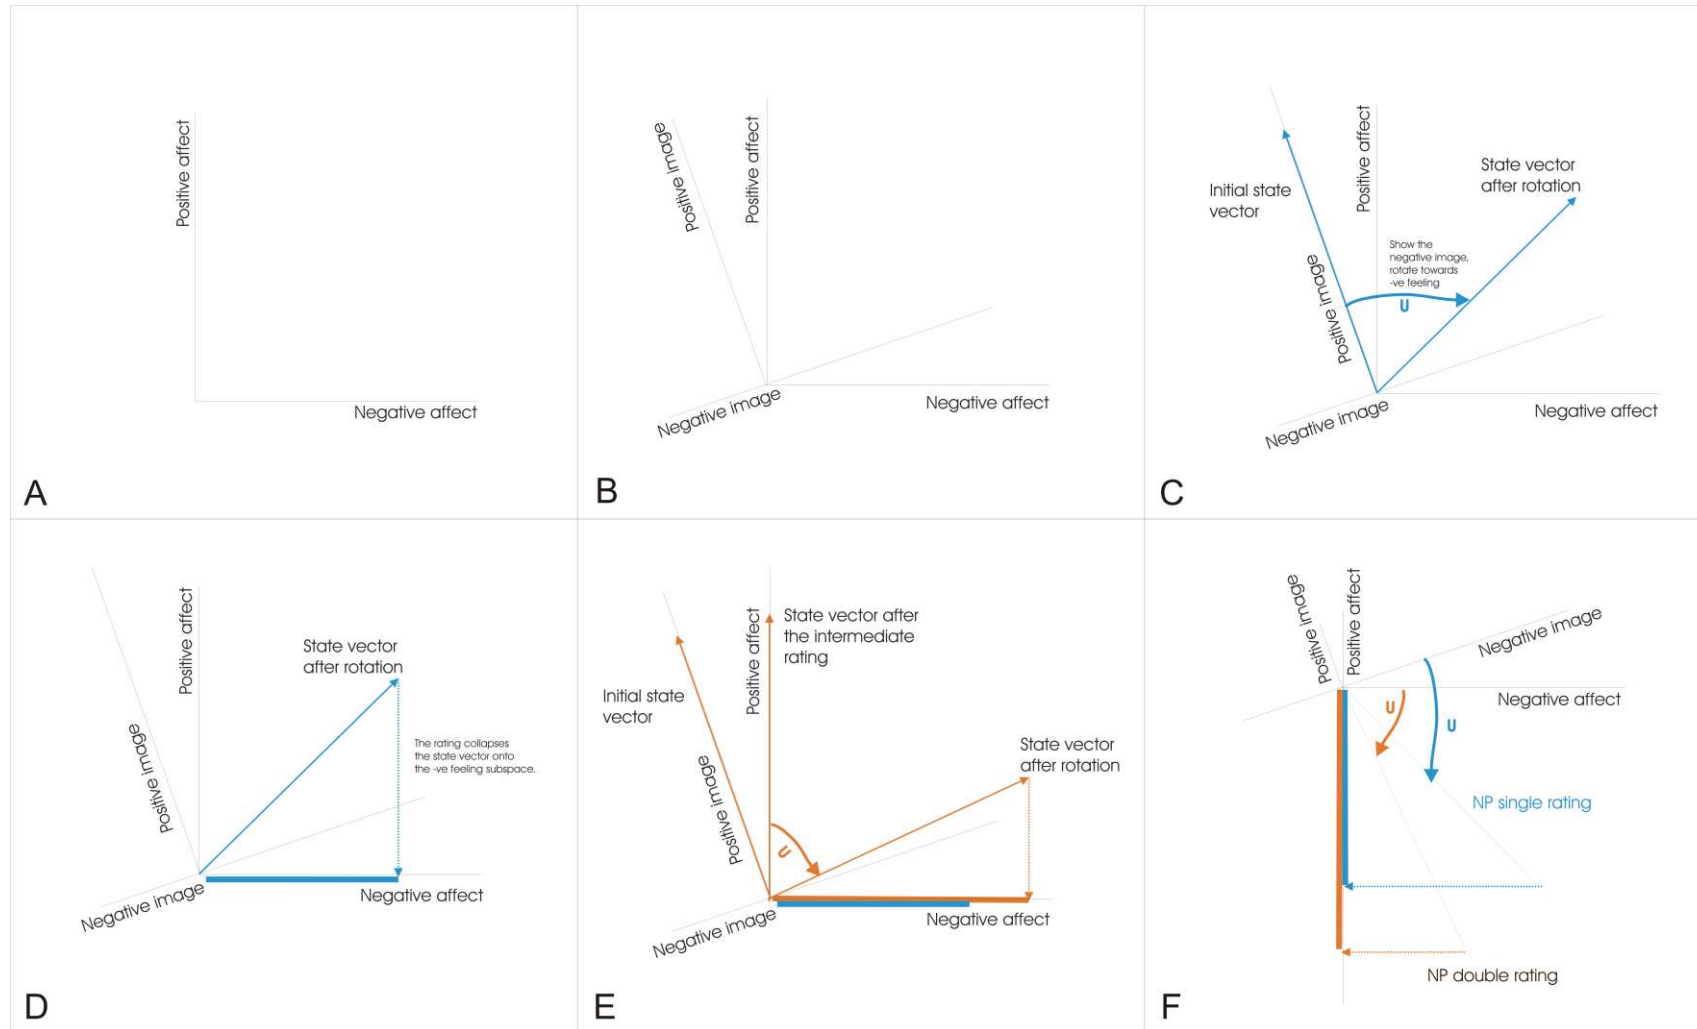 Positive affect
Negative affect
A
Positive image
Positive affect
Negative image
Negative affect
B
Initial state
vector
Positive image
Positive affect
State vector
after rotation
Show the
negative image,
rotate towards
-ve feeling
U
Negative image
Negative affect
C
Positive image
Positive affect
State vector
after rotation
The rating collapses
the state vector onto
the -ve feeling subspace.
Negative image
Negative affect
D
Initial state
vector
Positive image
Positive affect
State vector after
the intermediate
rating
U
State vector
after rotation
Negative image
Negative affect
E
Positive image
Positive affect
Negative image
Negative affect
U
U
NP single rating
NP double rating
F